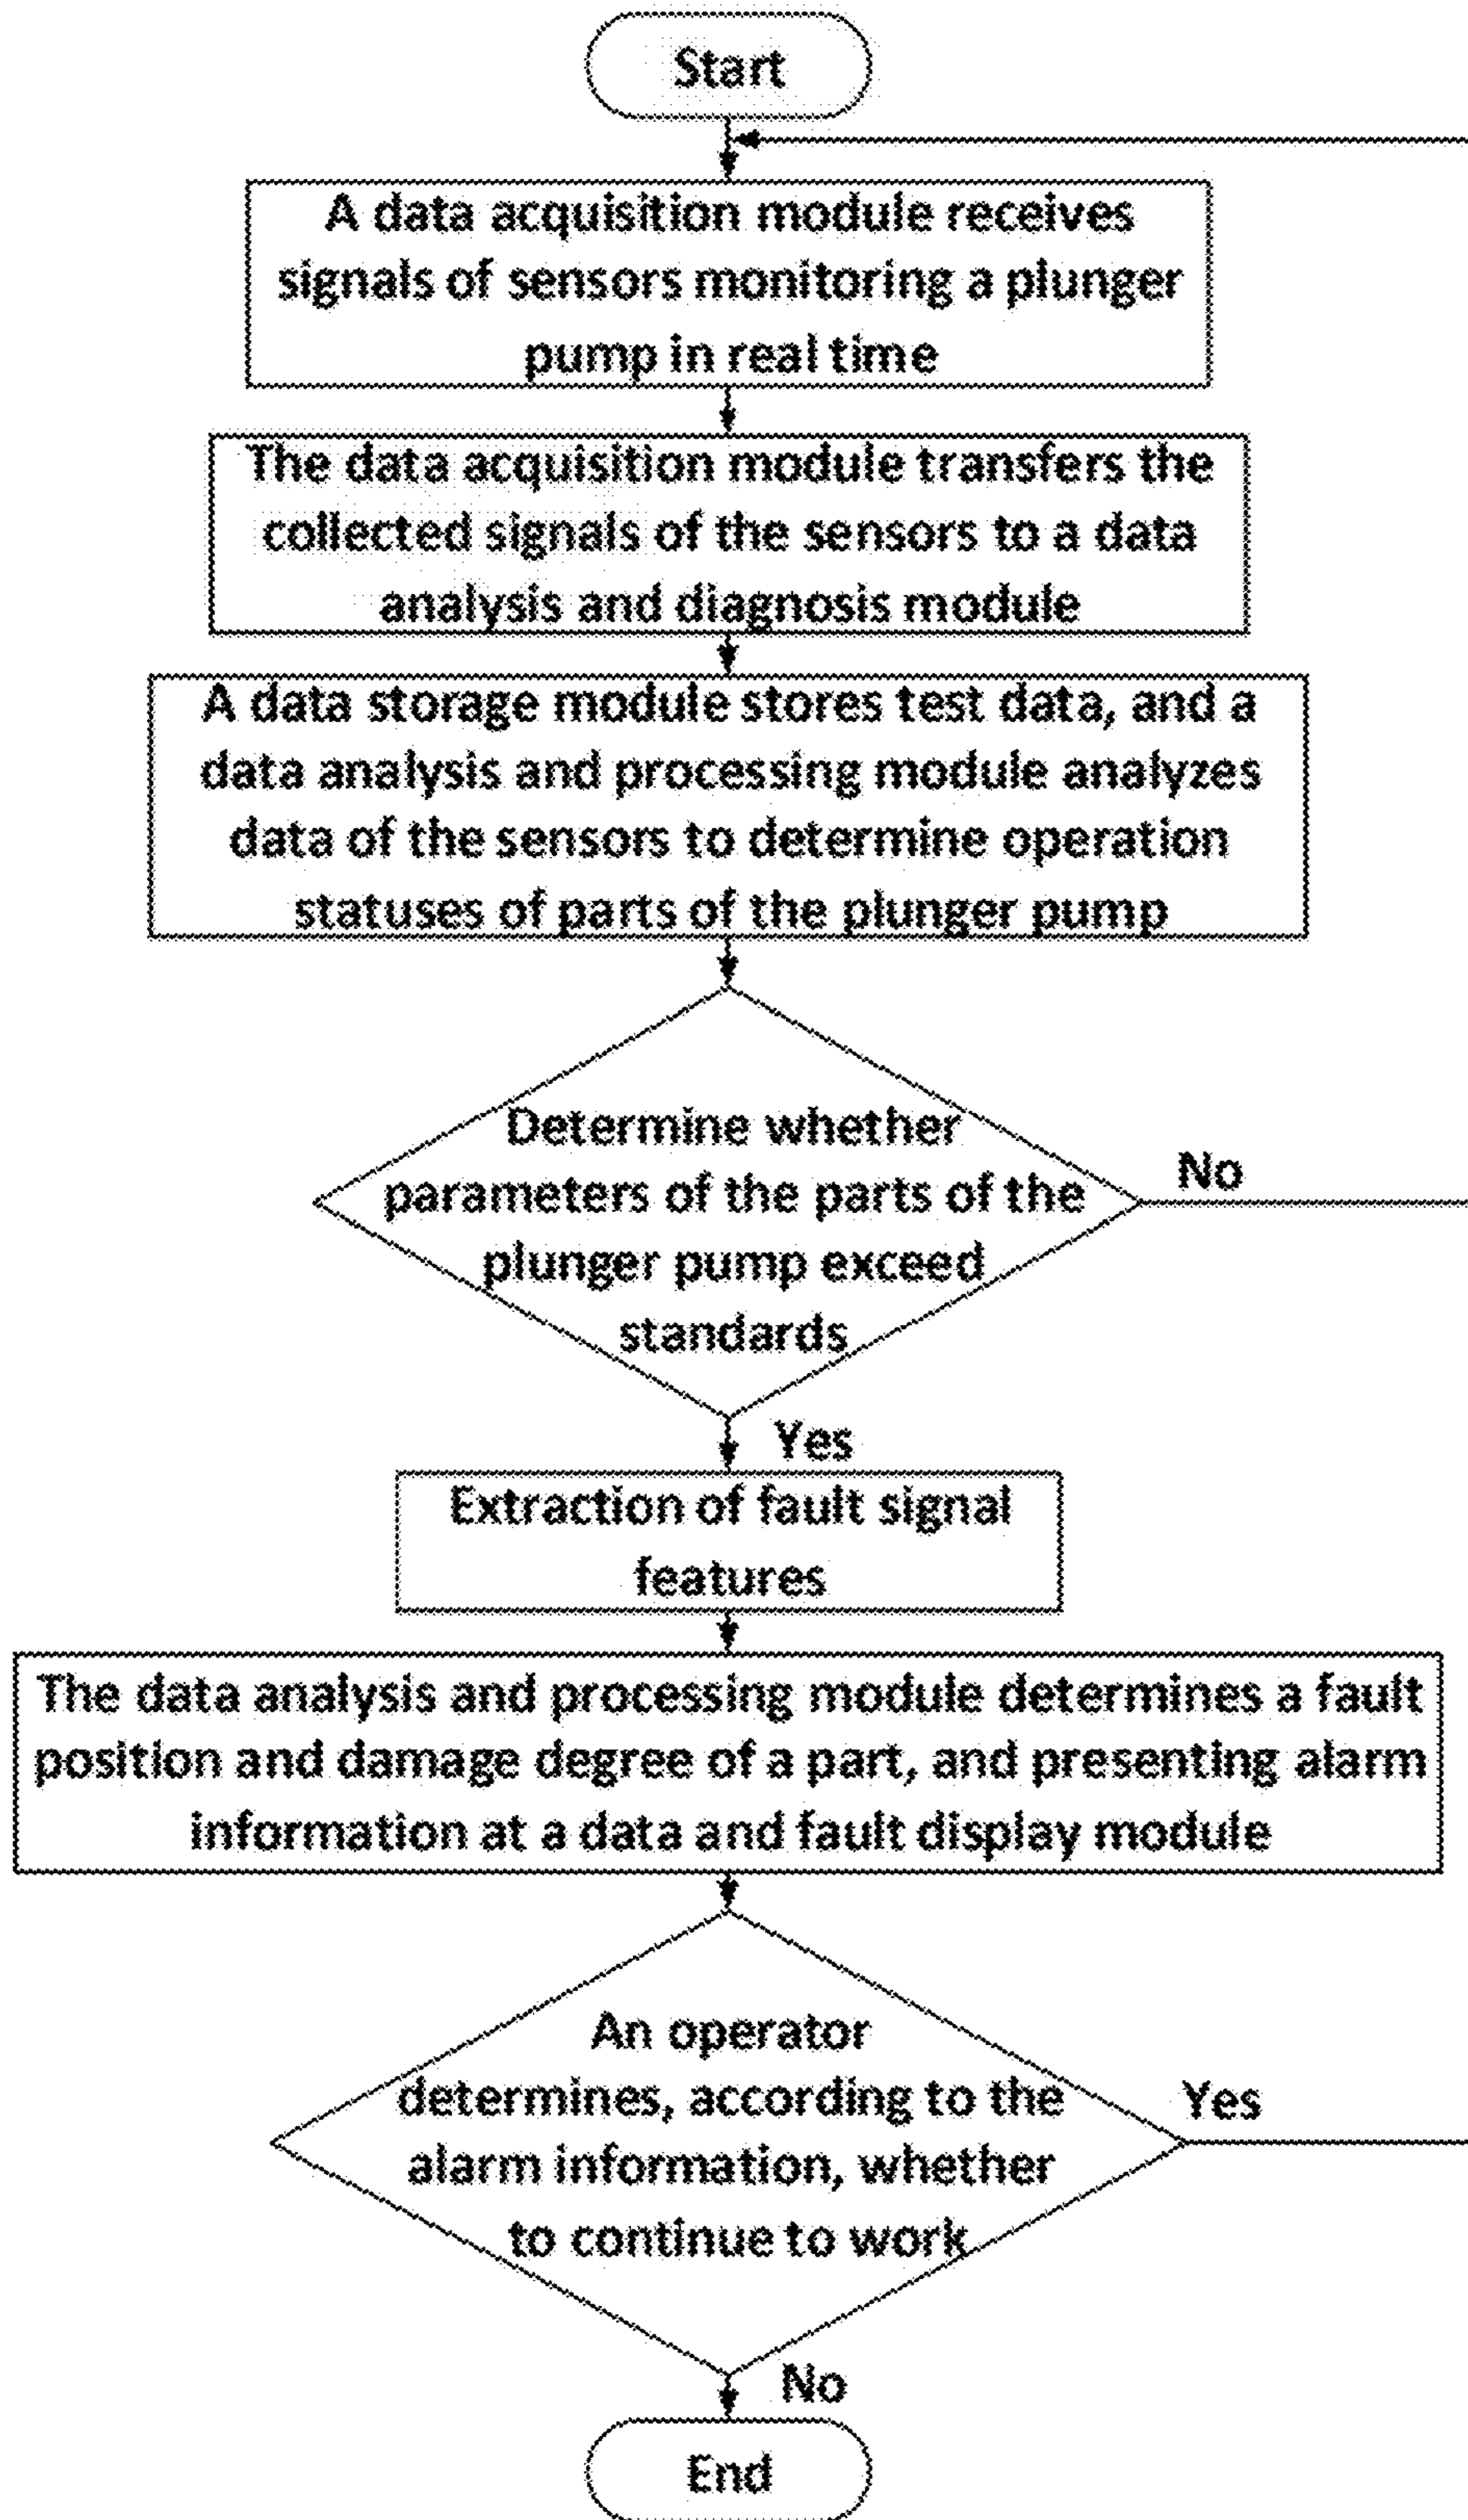 Start
A data acquisition module receives
signals of sensors monitoring a plunger
pump in real time
The data acquisition module transfers the
collected signals of the sensors to a data
analysis and diagnosis module
A data storage module stores test data, and a
data analysis and processing module analyzes
data of the sensors to determine operation
statuses of parts of the plunger pump
Determine whether
parameters of the parts of the
plunger pump exceed
standards
No
Yes
Extraction of fault signal
features
The data analysis and processing module determines a fault
position and damage degree of a part, and presenting alarm
information at a data and fault display module
An operator
determines, according to the
alarm information, whether
to continue to work
Yes
No
End